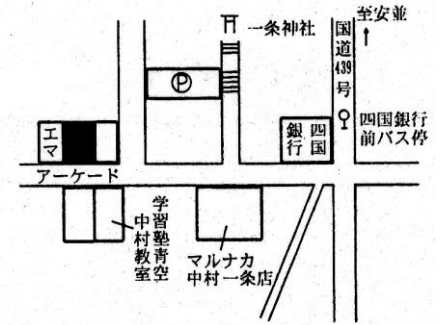 一条神社
至安並
国道439号
Ⓟ
四国銀行
前バス停
四国
銀行
エマ
アーケード
学習塾青空
中村教室
マルナカ
中村一条店